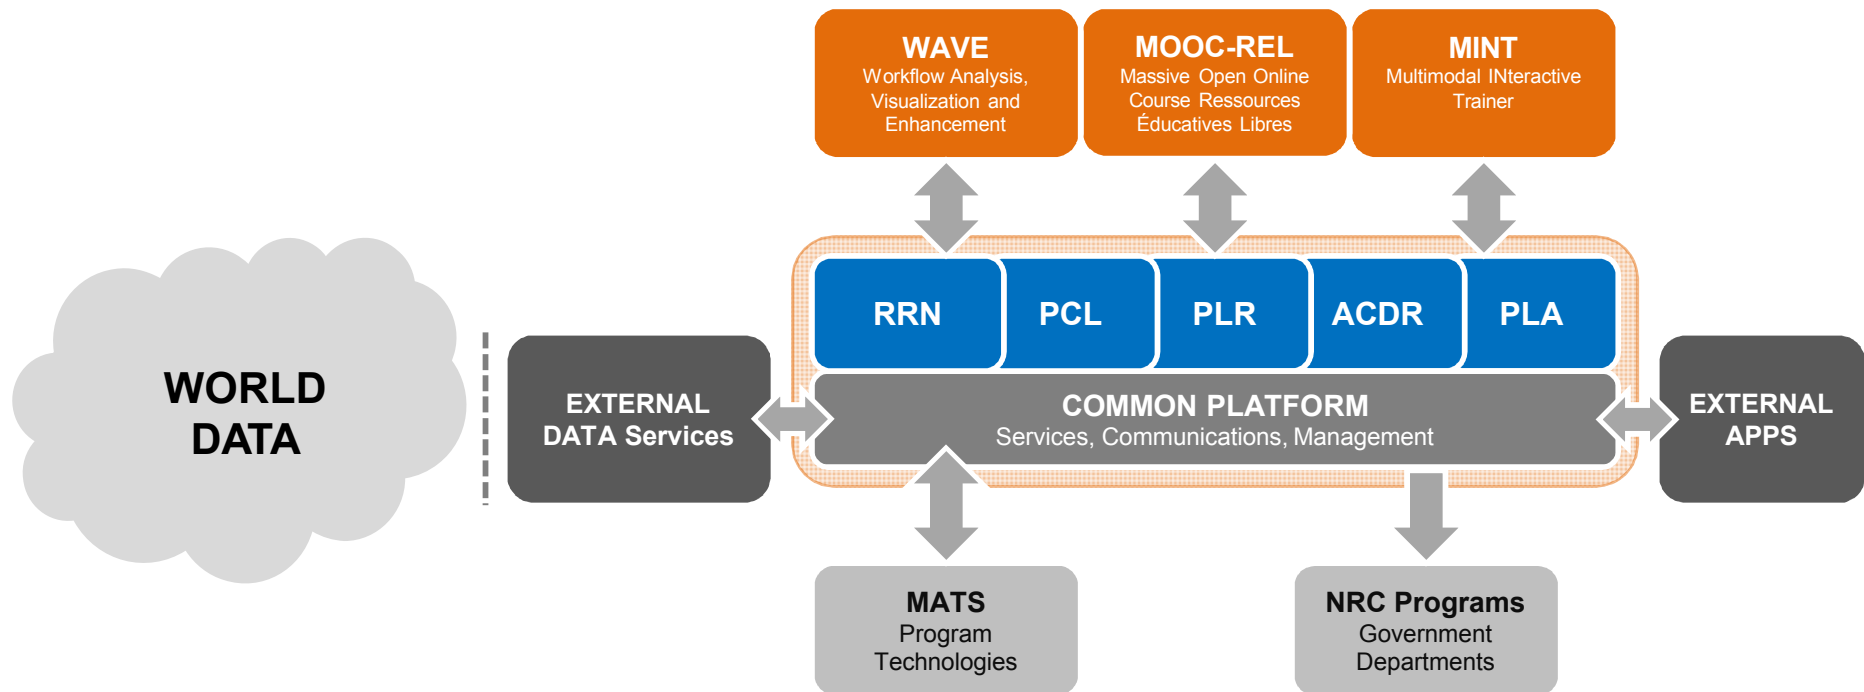 WAVE
Workflow Analysis,
Visualization and
Enhancement
MOOC-REL
Massive Open Online
Course Ressources
Éducatives Libres
MINT
Multimodal INteractive
Trainer
RRN
PCL
PLR
ACDR
PLA
WORLD
DATA
EXTERNAL
DATA Services
COMMON PLATFORM
Services, Communications, Management
EXTERNAL
APPS
MATS
Program
Technologies
NRC Programs
Government
Departments